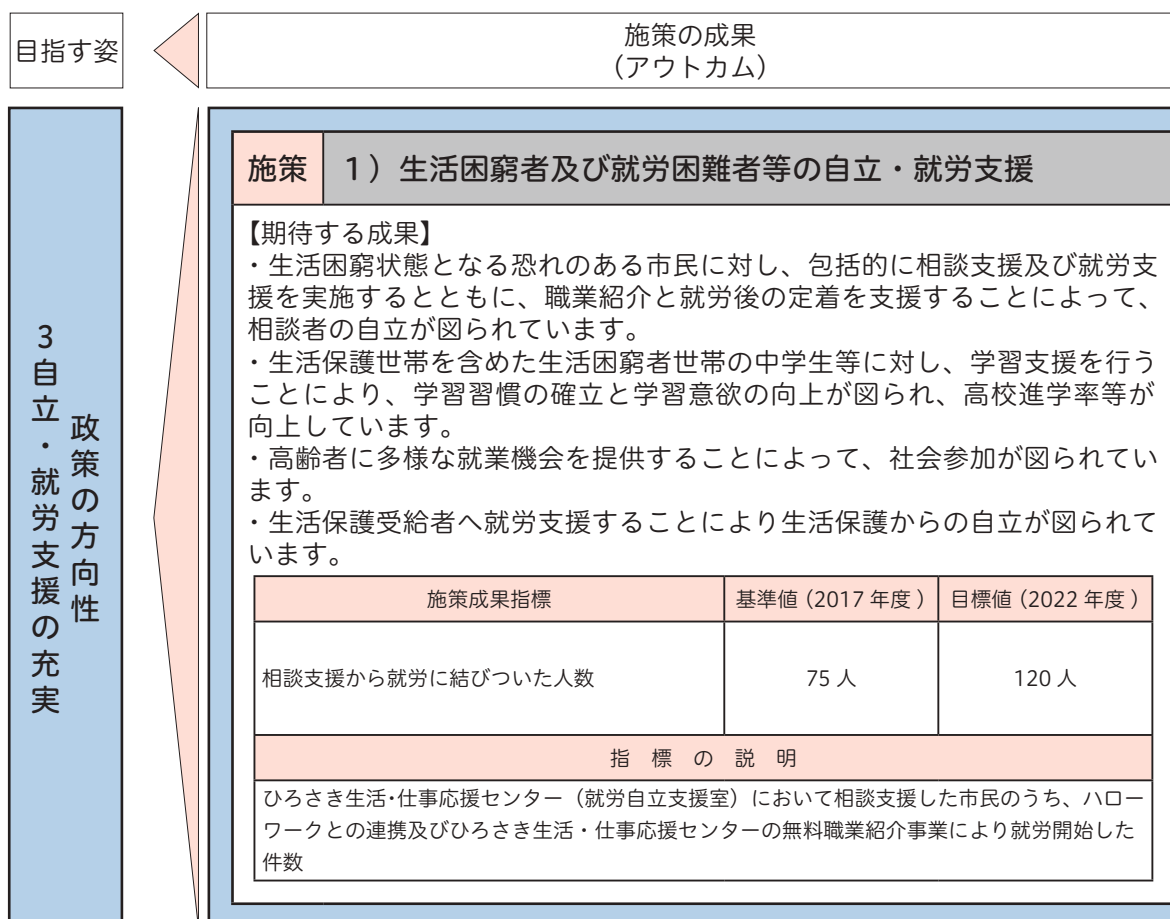 目指す姿
施策の成果
（アウトカム）
政策の方向性
3自立・就労支援の充実
施策
１）生活困窮者及び就労困難者等の自立・就労支援
【期待する成果】
・生活困窮状態となる恐れのある市民に対し、包括的に相談支援及び就労支
援を実施するとともに、職業紹介と就労後の定着を支援することによって、
相談者の自立が図られています。
・生活保護世帯を含めた生活困窮者世帯の中学生等に対し、学習支援を行う
ことにより、学習習慣の確立と学習意欲の向上が図られ、高校進学率等が
向上しています。
・高齢者に多様な就業機会を提供することによって、社会参加が図られてい
ます。
・生活保護受給者へ就労支援することにより生活保護からの自立が図られて
います。
施策成果指標
基準値（2017 年度）
目標値（2022 年度）
相談支援から就労に結びついた人数
75 人
120 人
指標の説明
ひろさき生活・仕事応援センター（就労自立支援室）において相談支援した市民のうち、ハロー
ワークとの連携及びひろさき生活・仕事応援センターの無料職業紹介事業により就労開始した
件数